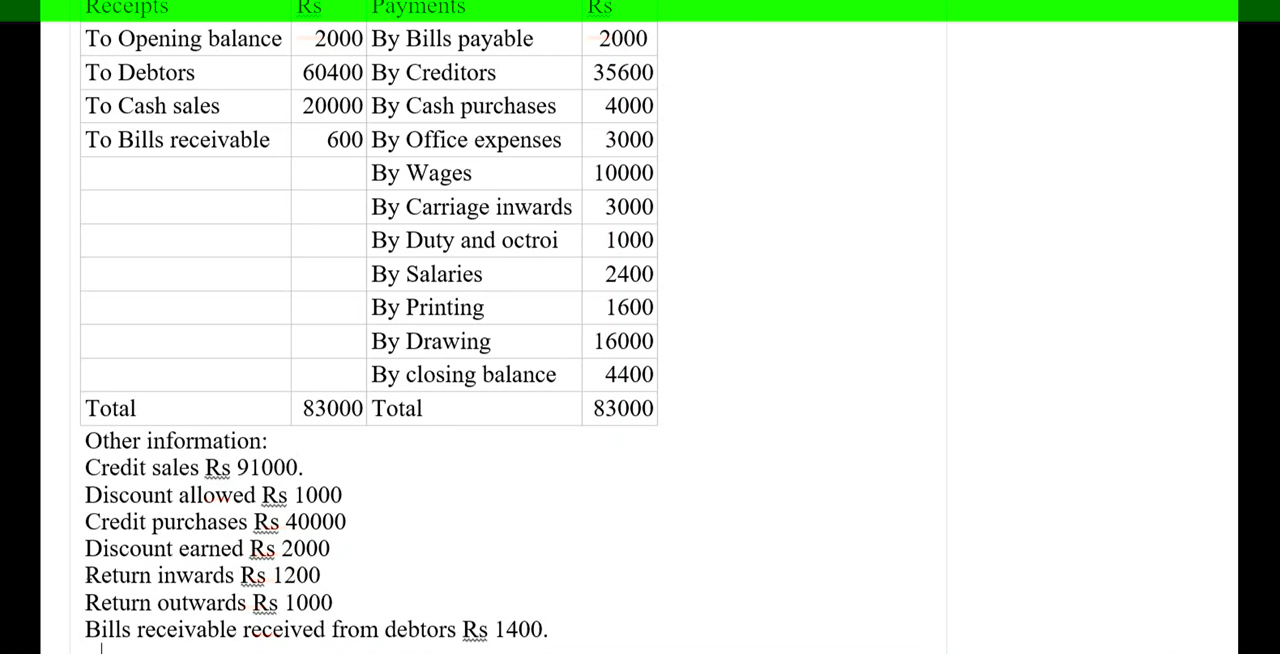 Receipts Rs Payments Rs
To Opening balance 2000 By Bills payable 2000
To Debtors 60400 By Creditors 35600
To Cash sales 20000 By Cash purchases 4000
To Bills receivable 600 By Office expenses 3000
By Wages 10000
By Carriage inwards 3000
By Duty and octroi 1000
By Salaries 2400
By Printing 1600
By Drawing 16000
By closing balance 4400
Total 83000 Total 83000
Other information:
Credit sales Rs 91000.
Discount allowed Rs 1000
Credit purchases Rs 40000
Discount earned Rs 2000
Return inwards Rs 1200
Return outwards Rs 1000
Bills receivable received from debtors Rs 1400.